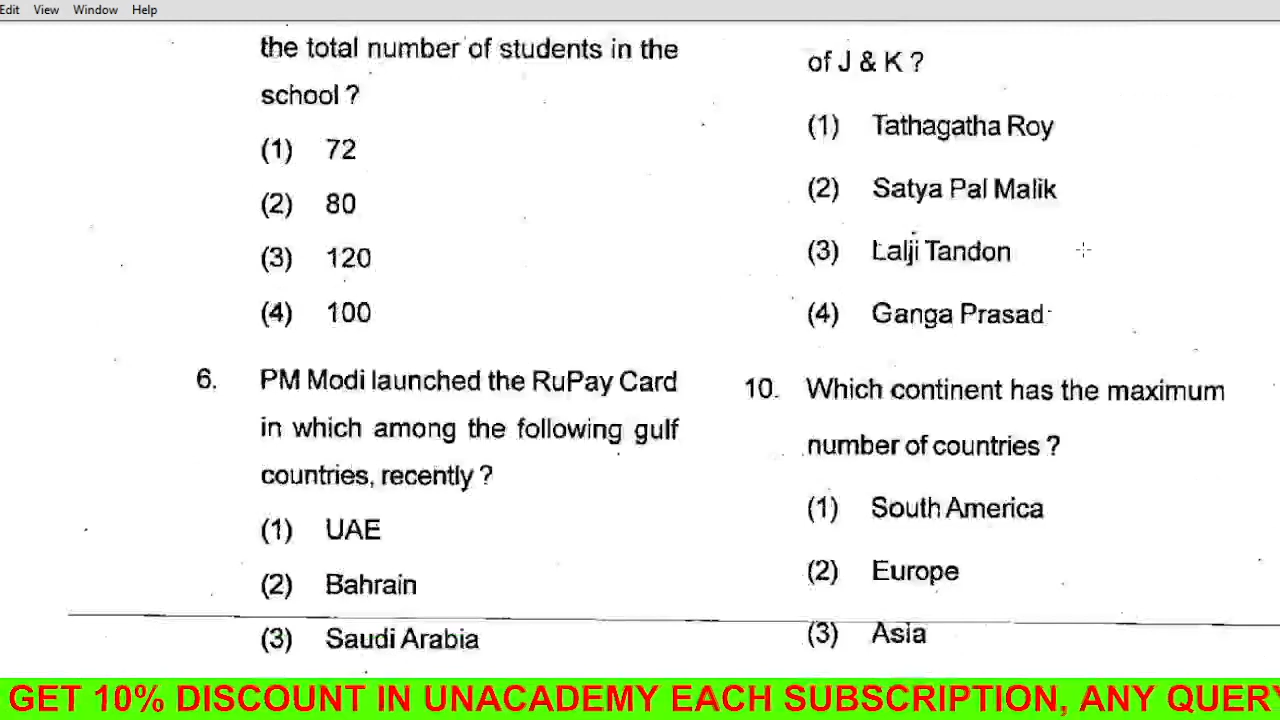 Edit View Window Help
the total number of students in the
school ?
(1) 72
(2) 80
(3) 120
(4) 100
6. PM Modi launched the RuPay Card
in which among the following gulf
countries, recently ?
(1) UAE
(2) Bahrain
(3) Saudi Arabia
of J & K ?
(1) Tathagatha Roy
(2) Satya Pal Malik
(3) Lalji Tandon
(4) Ganga Prasad
10. Which continent has the maximum
number of countries ?
(1) South America
(2) Europe
(3) Asia
GET 10% DISCOUNT IN UNACADEMY EACH SUBSCRIPTION, ANY QUERY